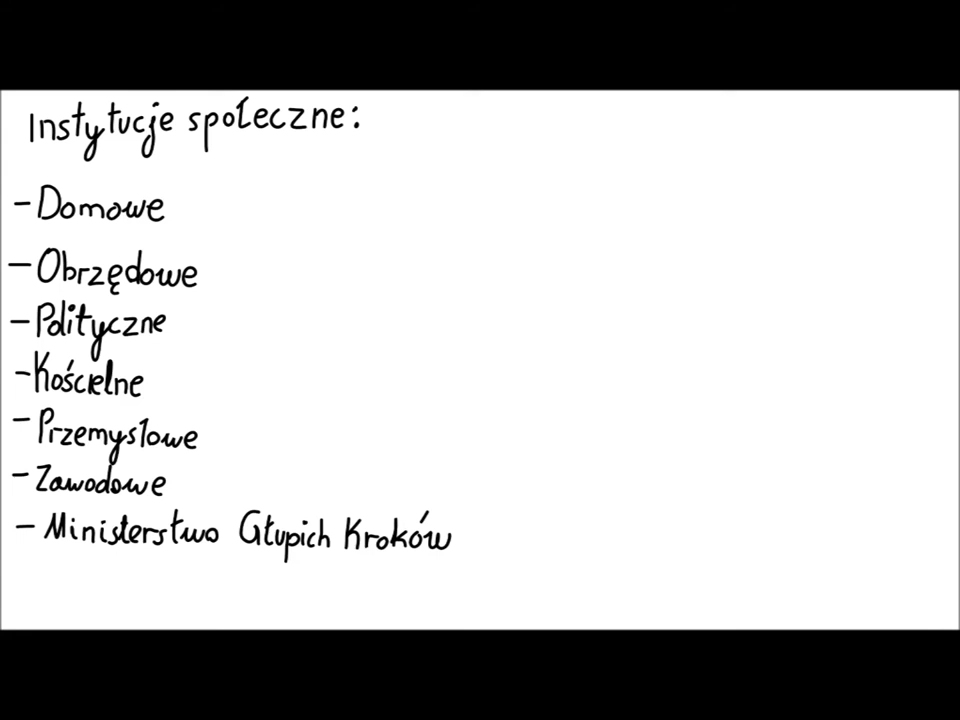 Instytucje społeczne:
- Domowe
- Obrzędowe
- Polityczne
- Kościelne
- Przemysłowe
- Zawodowe
- Ministerstwo Głupich Kroków